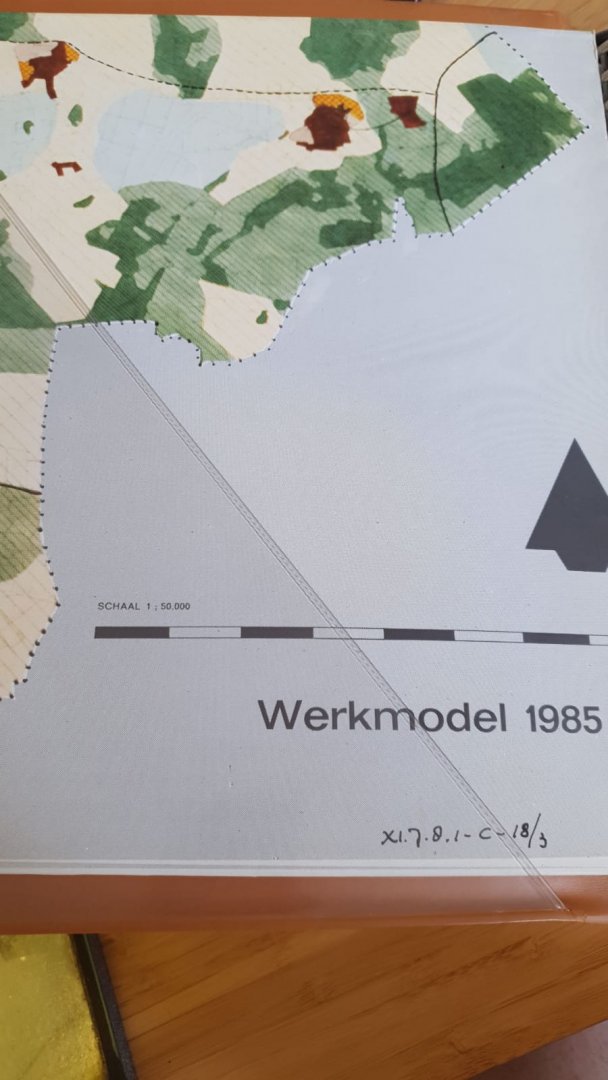 SCHAAL 1 : 50.000
Werkmodel 1985
XI.7.8.1-C-18/3